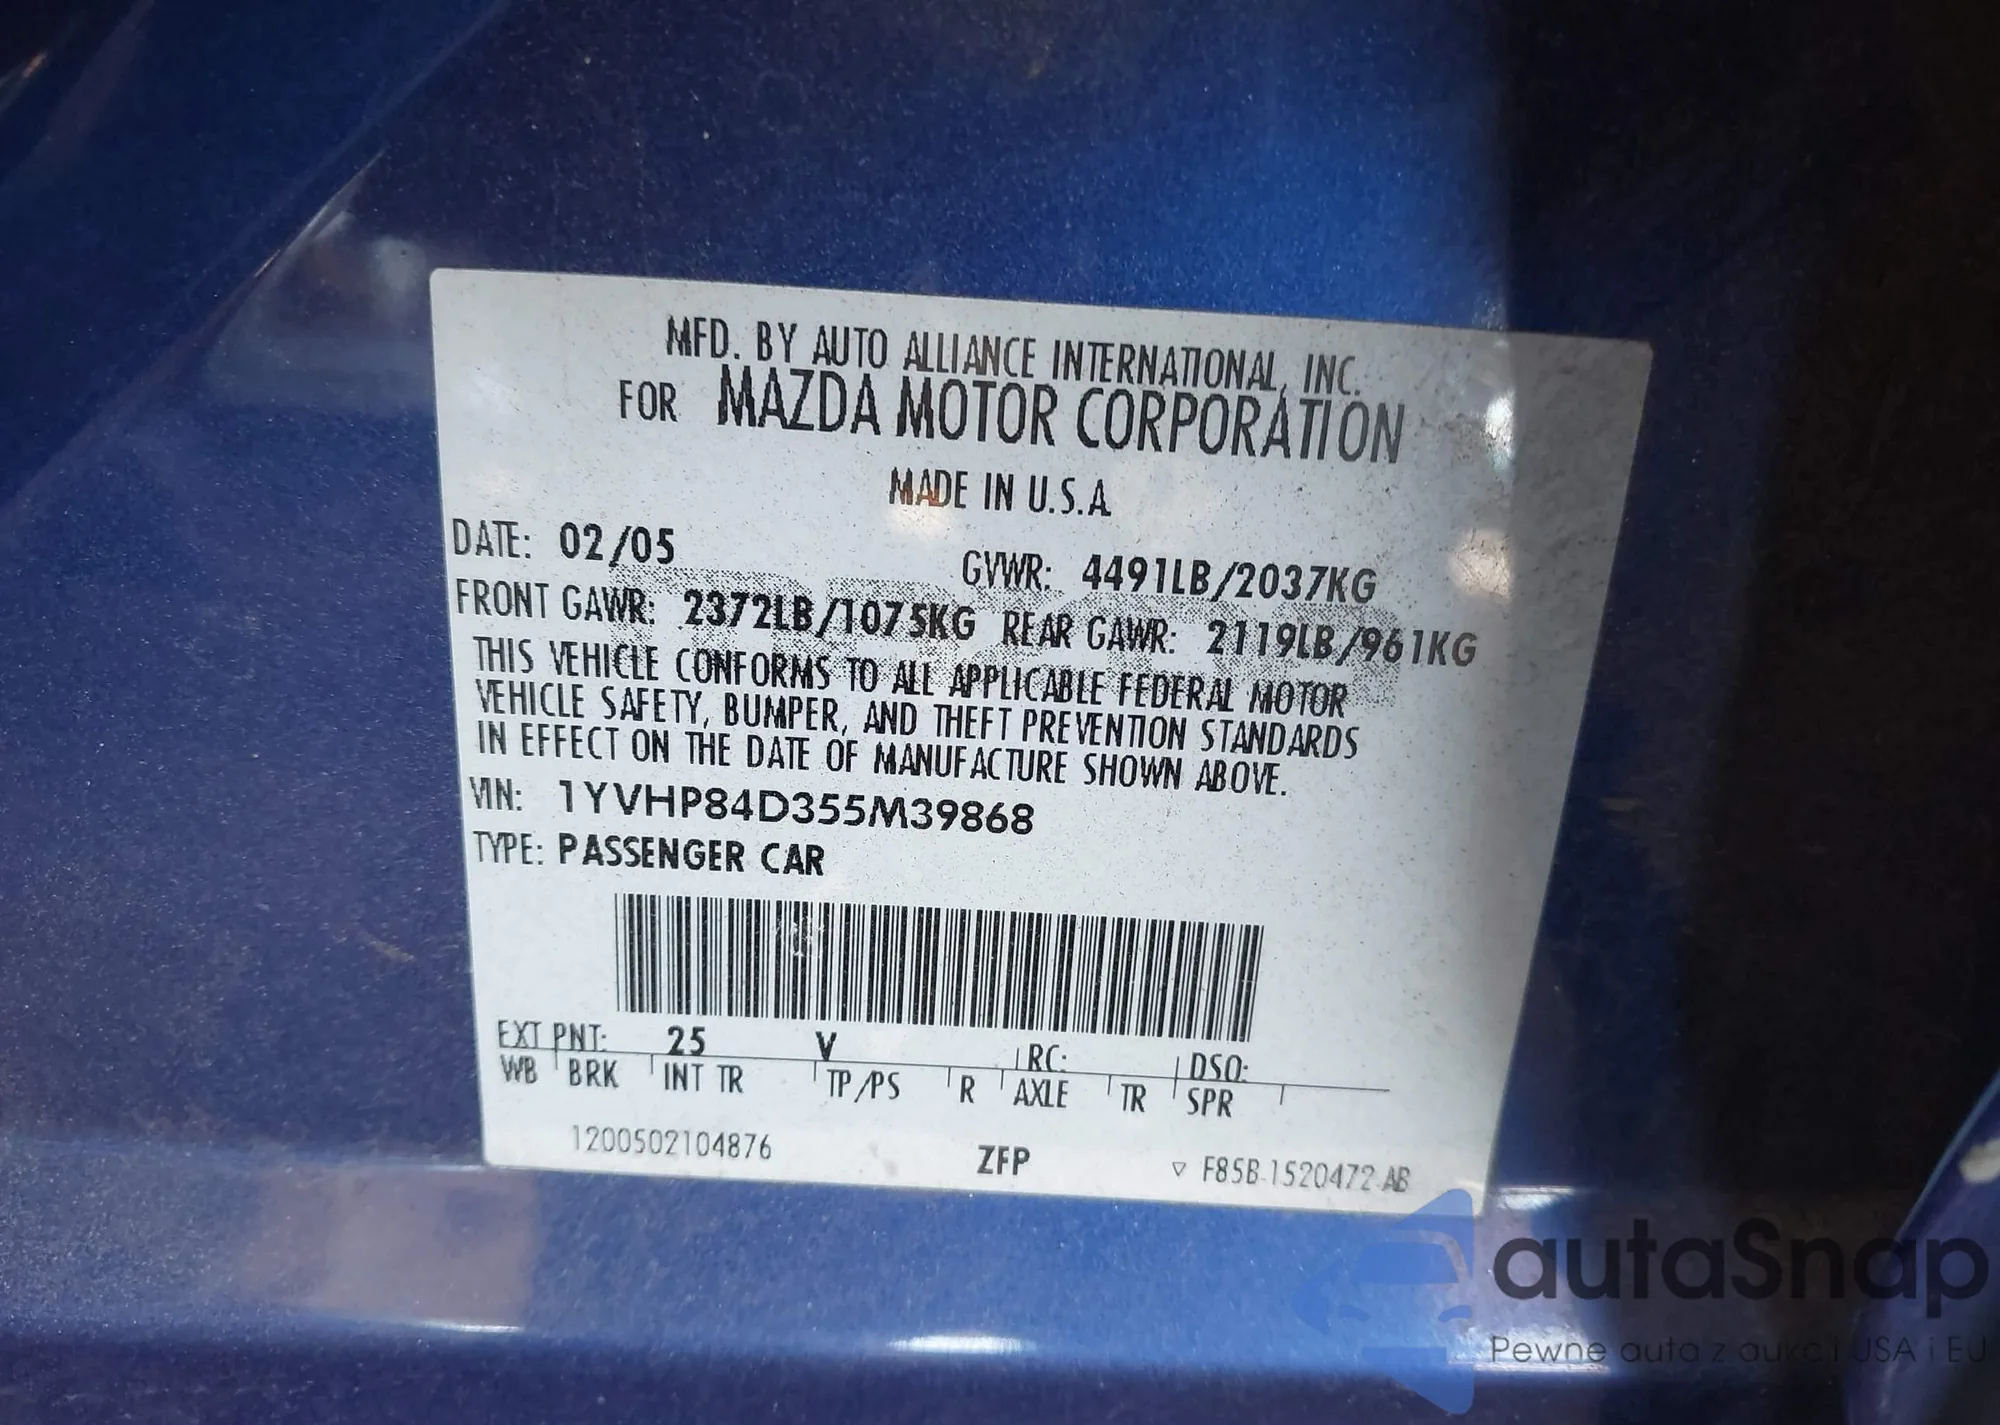 MFD. BY AUTO ALLIANCE INTERNATIONAL, INC.
FOR MAZDA MOTOR CORPORATION
MADE IN U.S.A.
DATE: 02/05 GVWR: 4491LB/2037KG
FRONT GAWR: 2372LB/1075KG REAR GAWR: 2119LB/961KG
THIS VEHICLE CONFORMS TO ALL APPLICABLE FEDERAL MOTOR
VEHICLE SAFETY, BUMPER, AND THEFT PREVENTION STANDARDS
IN EFFECT ON THE DATE OF MANUFACTURE SHOWN ABOVE.
VIN: 1YVHP84D355M39868
TYPE: PASSENGER CAR
EXT PNT: 25 V RC: DSO:
WB BRK INT TR TP/PS R AXLE TR SPR
1200502104876 ZFP ▽ F85B-1520472-AB
autaSnap
Pewne auta z aukcji USA i EU